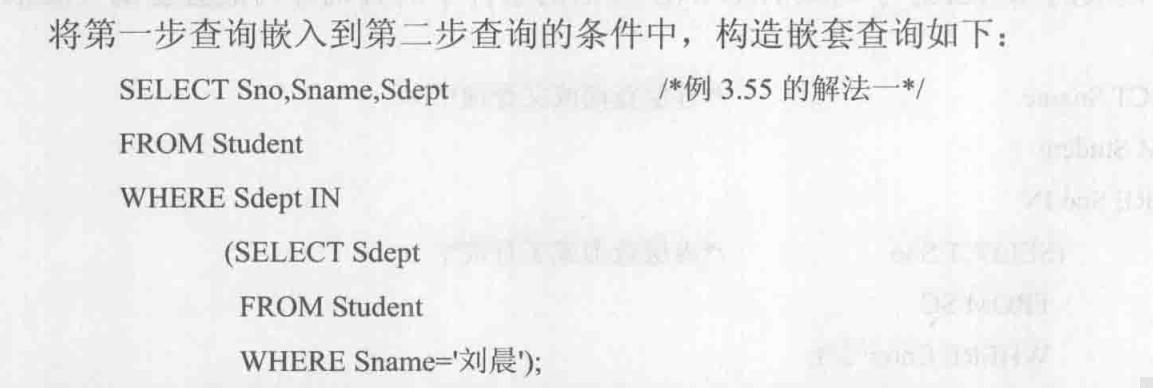 将第一步查询嵌入到第二步查询的条件中，构造嵌套查询如下：
SELECT Sno,Sname,Sdept /*例 3.55 的解法一*/
FROM Student
WHERE Sdept IN
(SELECT Sdept
FROM Student
WHERE Sname='刘晨');